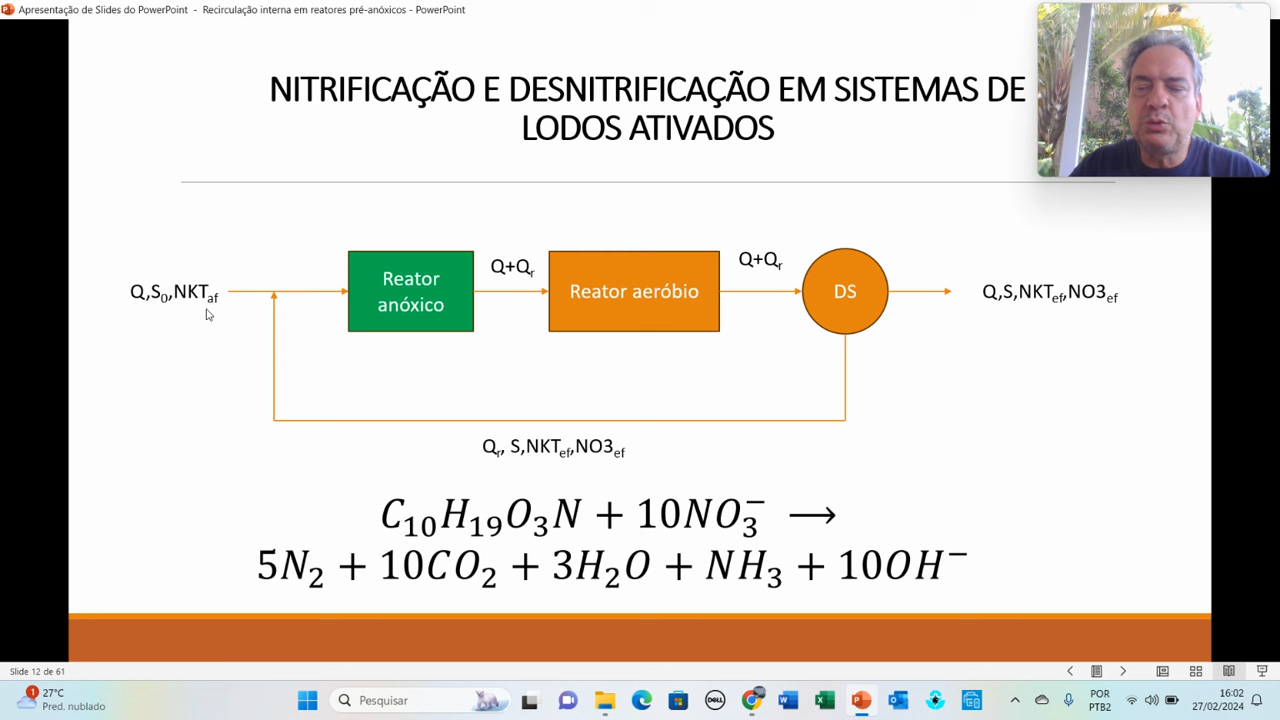 Apresentação de Slides do PowerPoint - Recirculação interna em reatores pré-anóxicos - PowerPoint
NITRIFICAÇÃO E DESNITRIFICAÇÃO EM SISTEMAS DE
LODOS ATIVADOS
Q,S0,NKTaf
Reator
anóxico
Q+Qr
Reator aeróbio
Q+Qr
DS
Q,S,NKTef,NO3ef
Qr, S,NKTef,NO3ef
C₁₀H₁₉O₃N + 10NO₃⁻ ⟶
5N₂ + 10CO₂ + 3H₂O + NH₃ + 10OH⁻
Slide 12 de 61
1
27°C
Pred. nublado
Pesquisar
DELL
POR
PTB2
16:02
27/02/2024